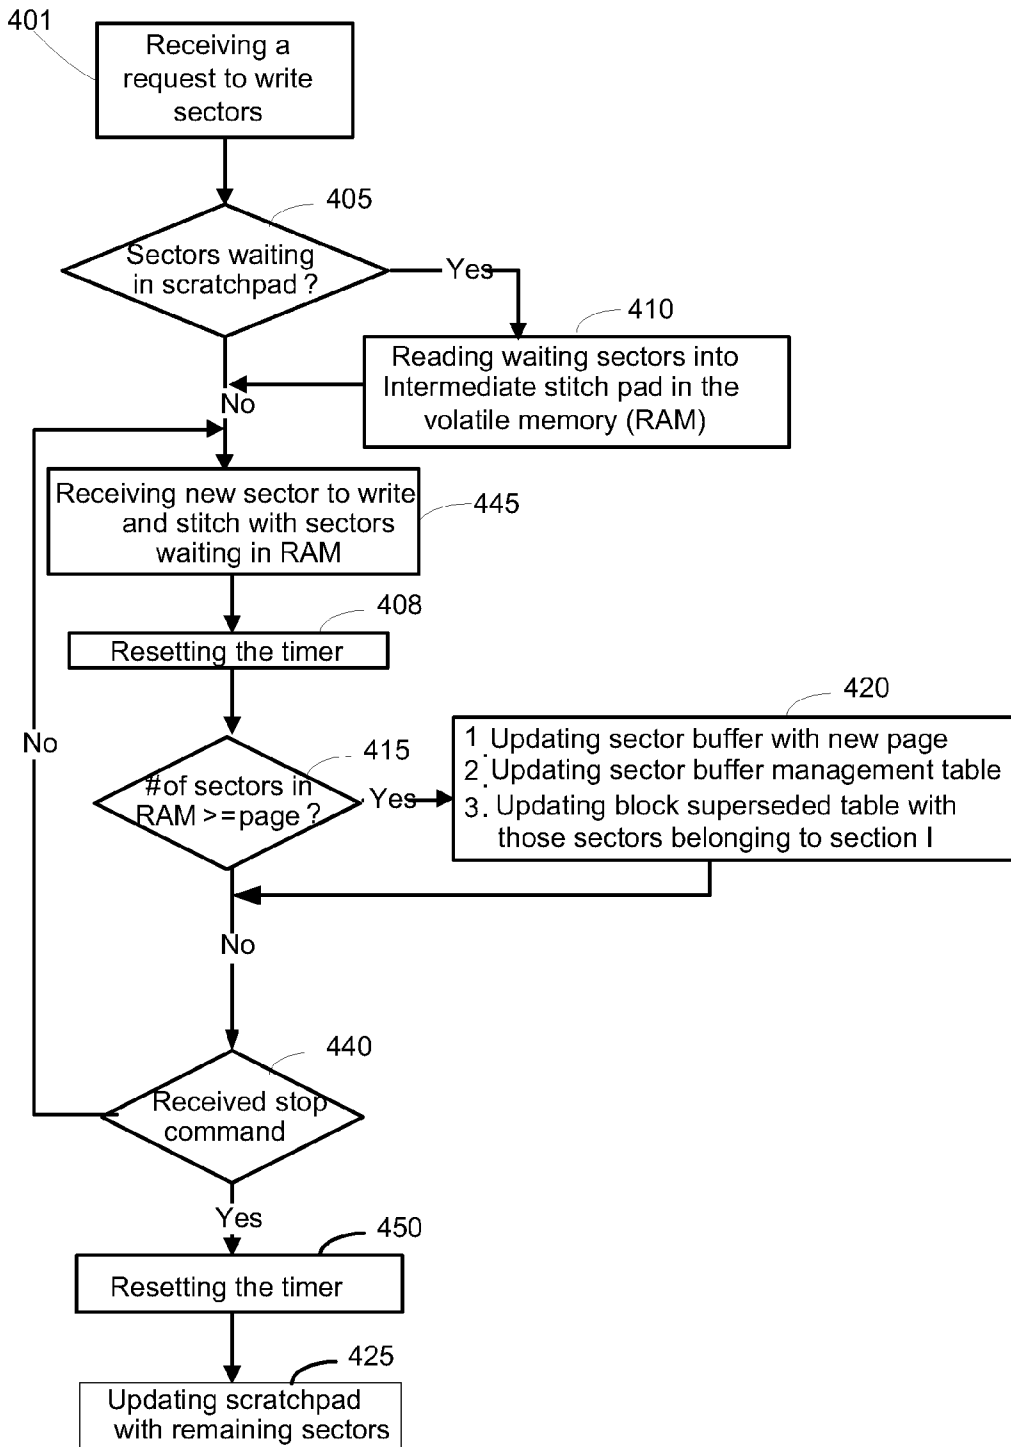 401
Receiving a
request to write
sectors
405
Sectors waiting
in scratchpad ?
Yes
410
Reading waiting sectors into
Intermediate stitch pad in the
volatile memory (RAM)
No
Receiving new sector to write
and stitch with sectors
waiting in RAM
445
408
Resetting the timer
No
415
# of sectors in
RAM >=page ?
Yes
420
1. Updating sector buffer with new page
2. Updating sector buffer management table
3. Updating block superseded table with
those sectors belonging to section I
No
440
Received stop
command
Yes
450
Resetting the timer
425
Updating scratchpad
with remaining sectors